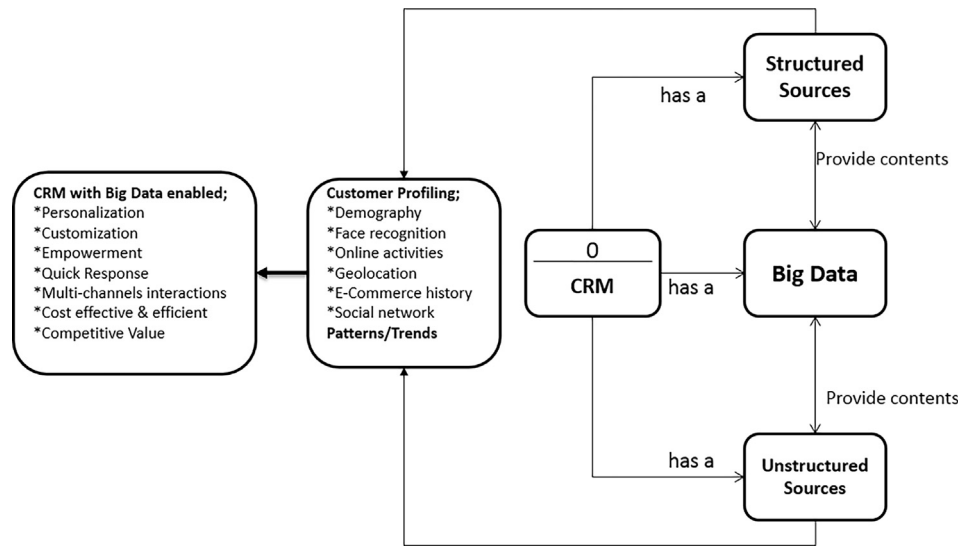 CRM with Big Data enabled;
*Personalization
*Customization
*Empowerment
*Quick Response
*Multi-channels interactions
*Cost effective & efficient
*Competitive Value
Customer Profiling;
*Demography
*Face recognition
*Online activities
*Geolocation
*E-Commerce history
*Social network
Patterns/Trends
0
CRM
has a
has a
has a
Structured
Sources
Provide contents
Big Data
Provide contents
Unstructured
Sources